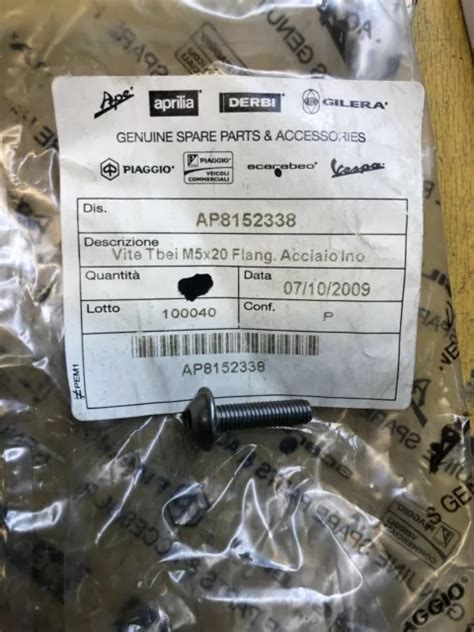 Ape aprilia DERBI GILERA
GENUINE SPARE PARTS & ACCESSORIES
PIAGGIO PIAGGIO VEICOLI COMMERCIALI scarabeo Vespa
Dis. AP8152338
Descrizione
Vite Tbei M5x20 Flang. Acciaio Ino
Quantità Data 07/10/2009
Lotto 100040 Conf. P
AP8152338
≠PEM1